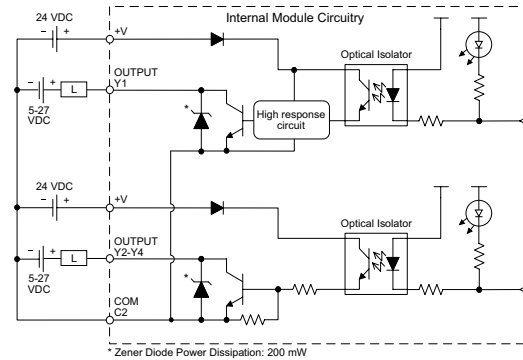 Internal Module Circuitry
24 VDC
+V
Optical Isolator
OUTPUT
Y1
L
5-27
VDC
*
High response
circuit
24 VDC
+V
Optical Isolator
OUTPUT
Y2-Y4
L
5-27
VDC
*
COM
C2
* Zener Diode Power Dissipation: 200 mW